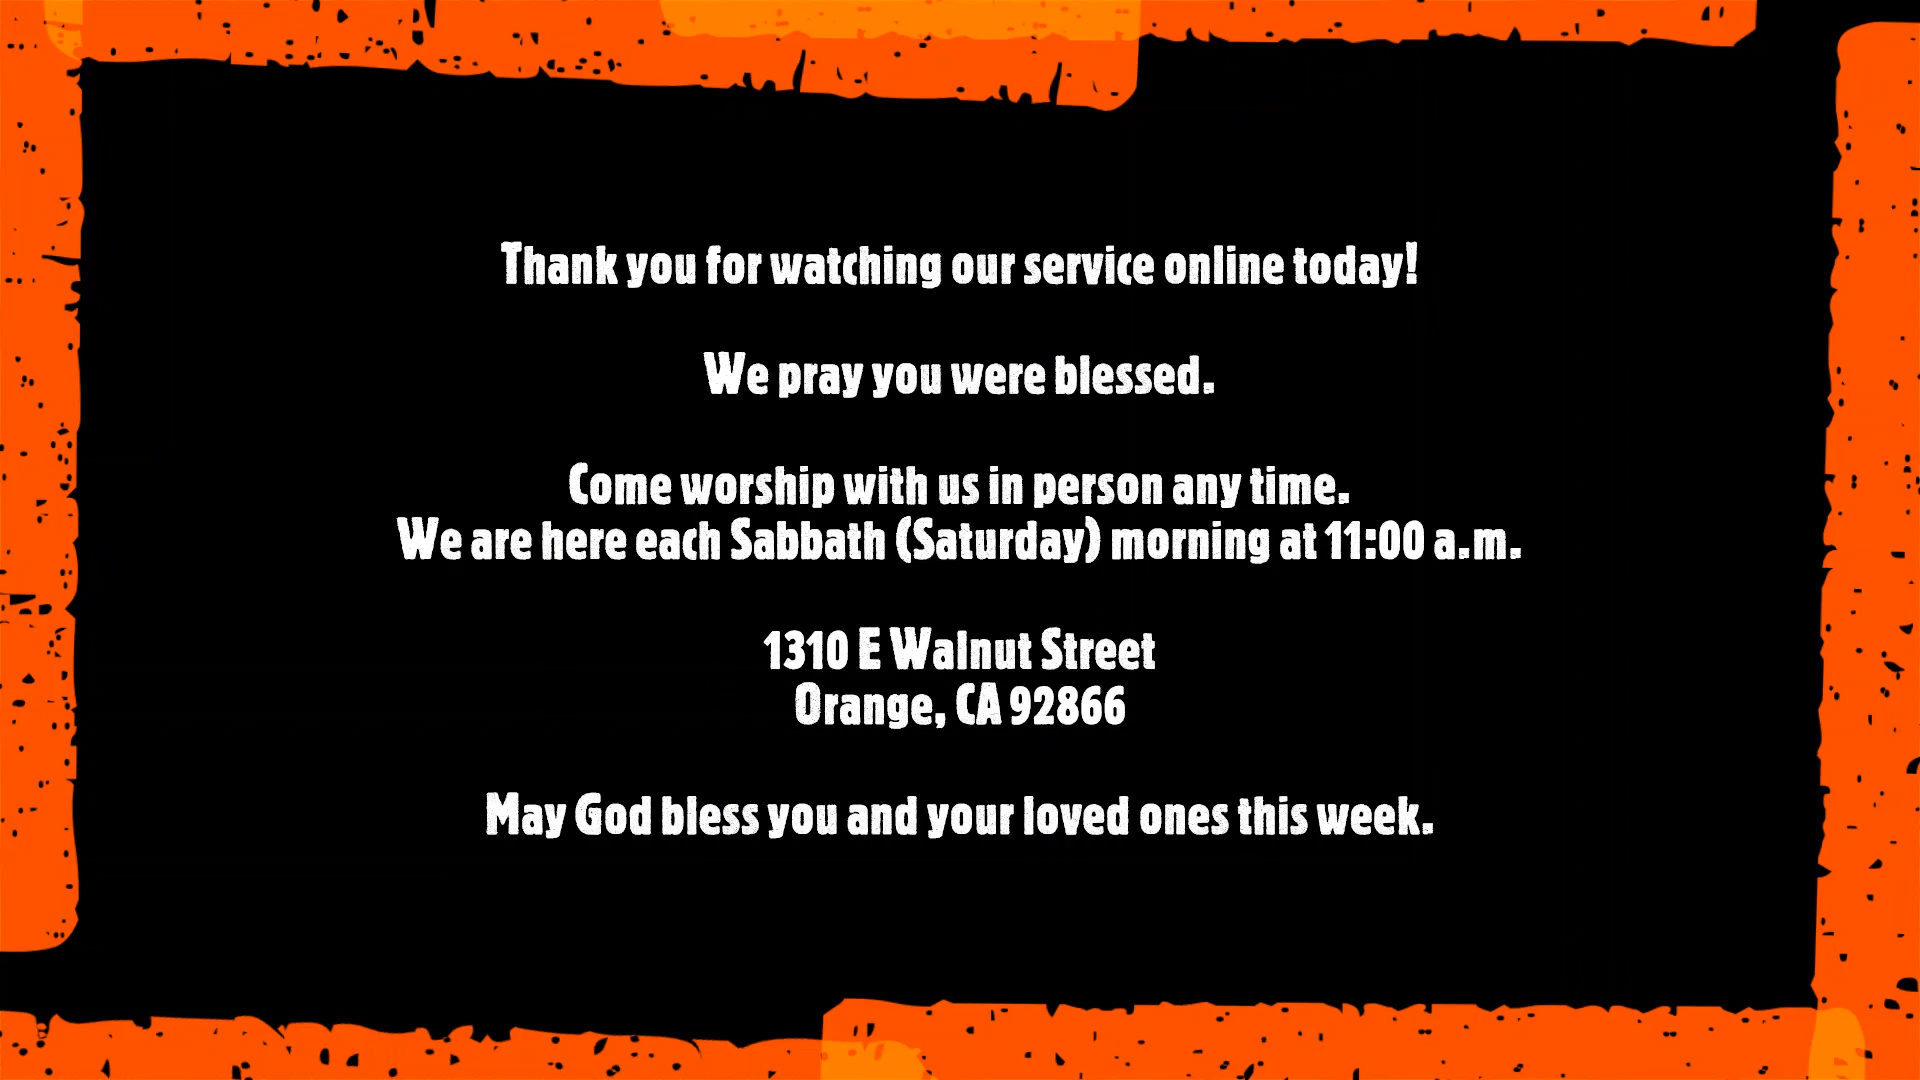 Thank you for watching our service online today!
We pray you were blessed.
Come worship with us in person any time.
We are here each Sabbath (Saturday) morning at 11:00 a.m.
1310 E Walnut Street
Orange, CA 92866
May God bless you and your loved ones this week.